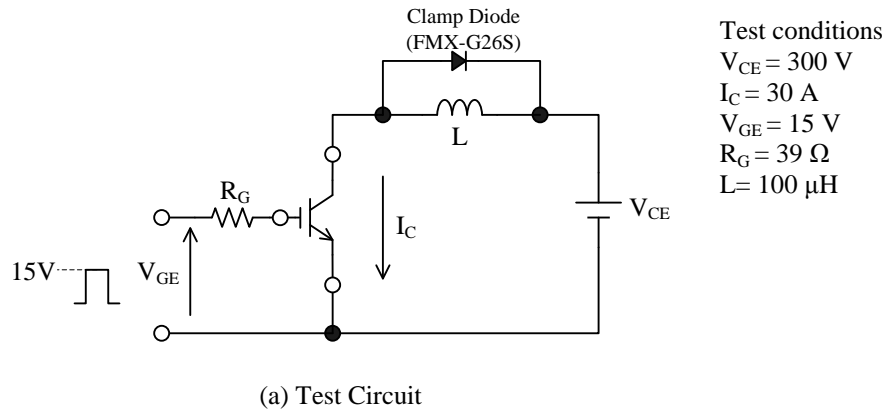 Clamp Diode
(FMX-G26S)
Test conditions
V_CE = 300 V
I_C = 30 A
V_GE = 15 V
R_G = 39 Ω
L= 100 μH
L
R_G
I_C
V_CE
15V
V_GE
(a) Test Circuit